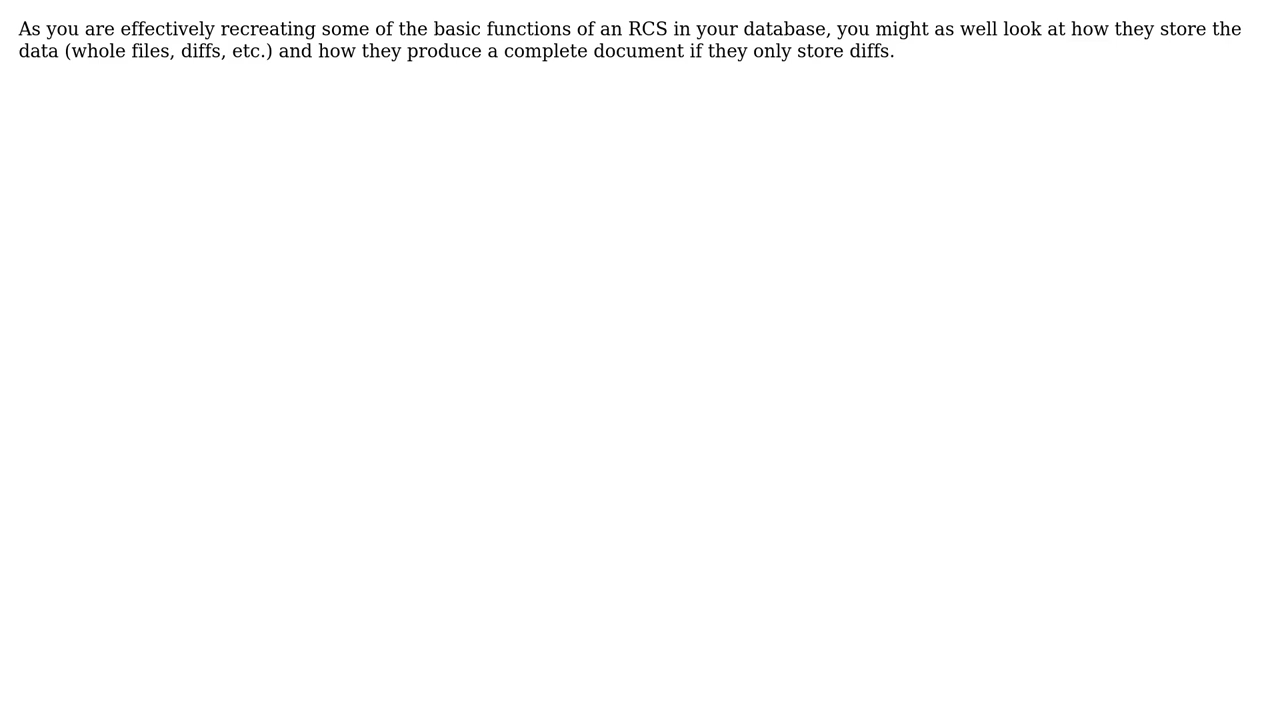 As you are effectively recreating some of the basic functions of an RCS in your database, you might as well look at how they store the
data (whole files, diffs, etc.) and how they produce a complete document if they only store diffs.